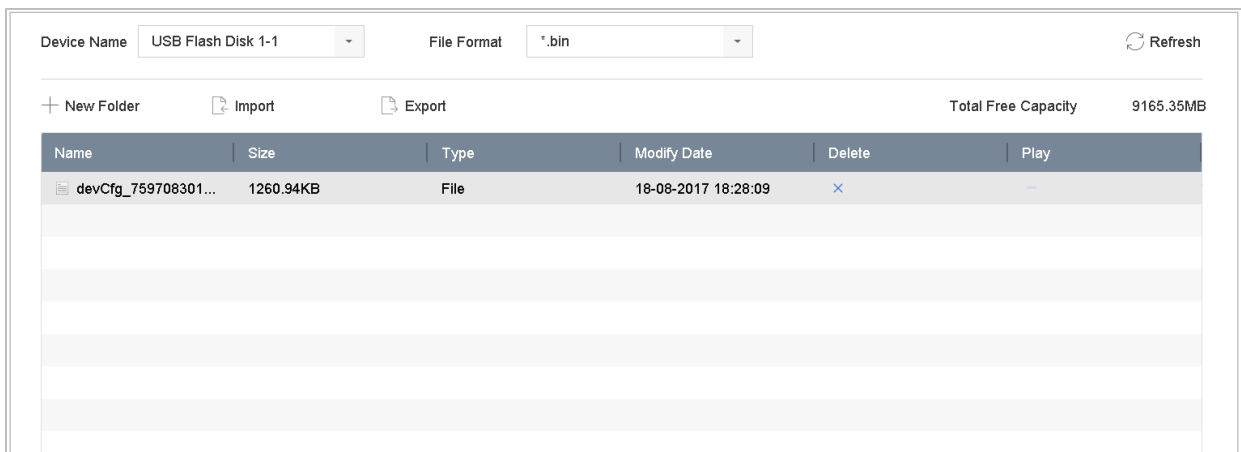 Device Name USB Flash Disk 1-1 File Format *.bin Refresh
New Folder Import Export Total Free Capacity 9165.35MB
Name Size Type Modify Date Delete Play
devCfg_759708301... 1260.94KB File 18-08-2017 18:28:09